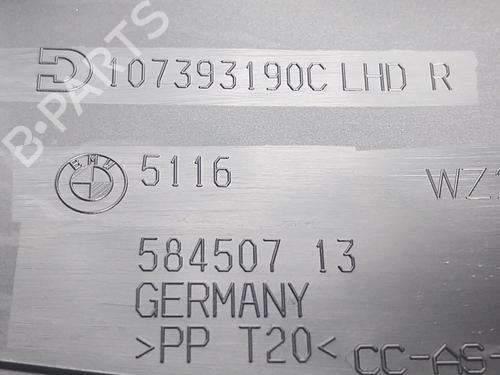 107393190C LHD R
BMW
5116
WZ
584507 13
GERMANY
>PP T20<
CC-AS-
B-PARTS